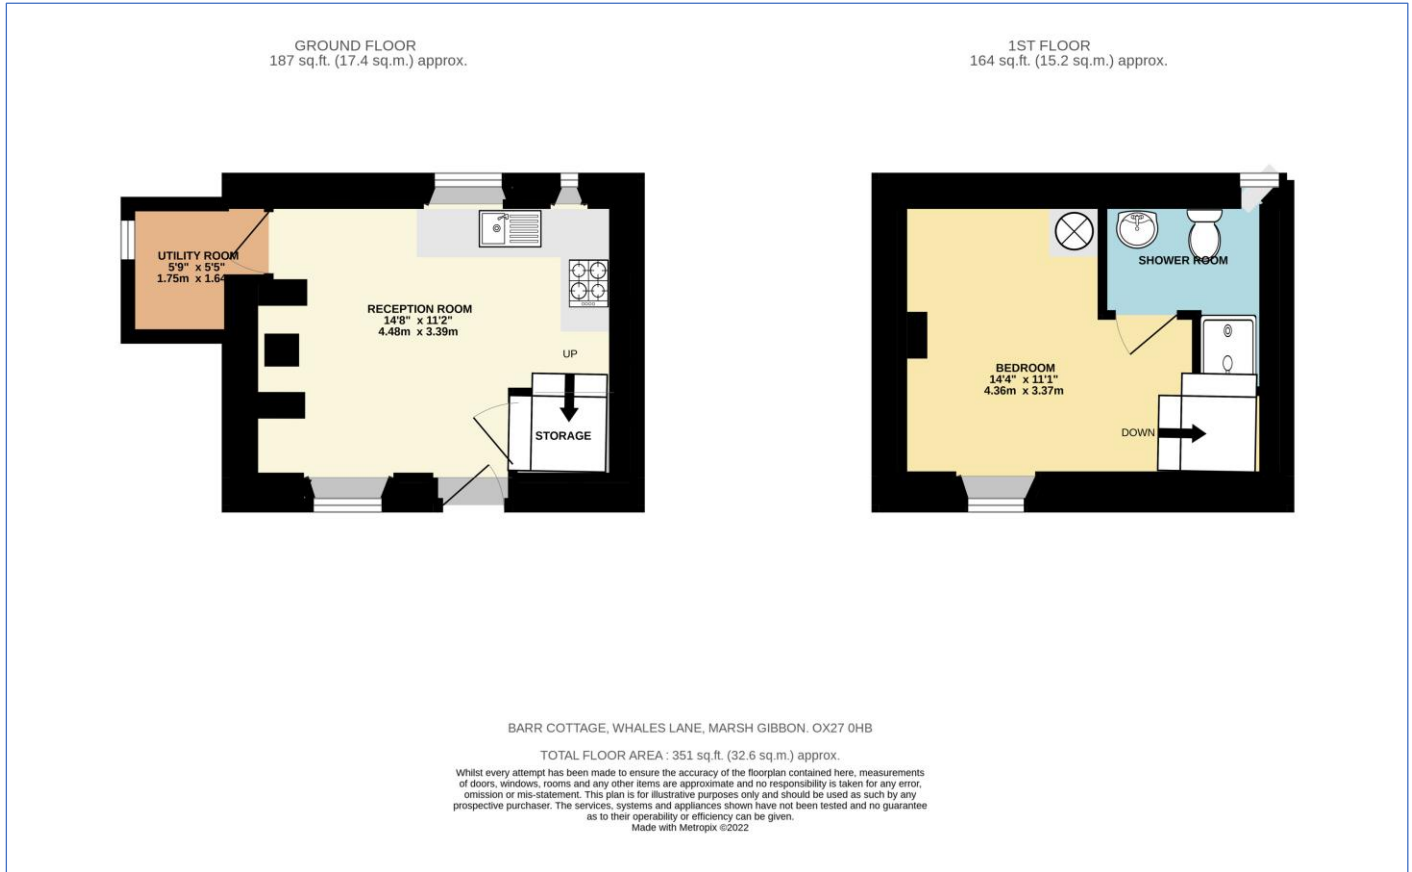 GROUND FLOOR
187 sq.ft. (17.4 sq.m.) approx.
1ST FLOOR
164 sq.ft. (15.2 sq.m.) approx.
UTILITY ROOM
5'9" x 5'5"
1.75m x 1.64
RECEPTION ROOM
14'8" x 11'2"
4.48m x 3.39m
UP
STORAGE
SHOWER ROOM
BEDROOM
14'4" x 11'1"
4.36m x 3.37m
DOWN
BARR COTTAGE, WHALES LANE, MARSH GIBBON. OX27 0HB
TOTAL FLOOR AREA : 351 sq.ft. (32.6 sq.m.) approx.
Whilst every attempt has been made to ensure the accuracy of the floorplan contained here, measurements
of doors, windows, rooms and any other items are approximate and no responsibility is taken for any error,
omission or mis-statement. This plan is for illustrative purposes only and should be used as such by any
prospective purchaser. The services, systems and appliances shown have not been tested and no guarantee
as to their operability or efficiency can be given.
Made with Metropix ©2022